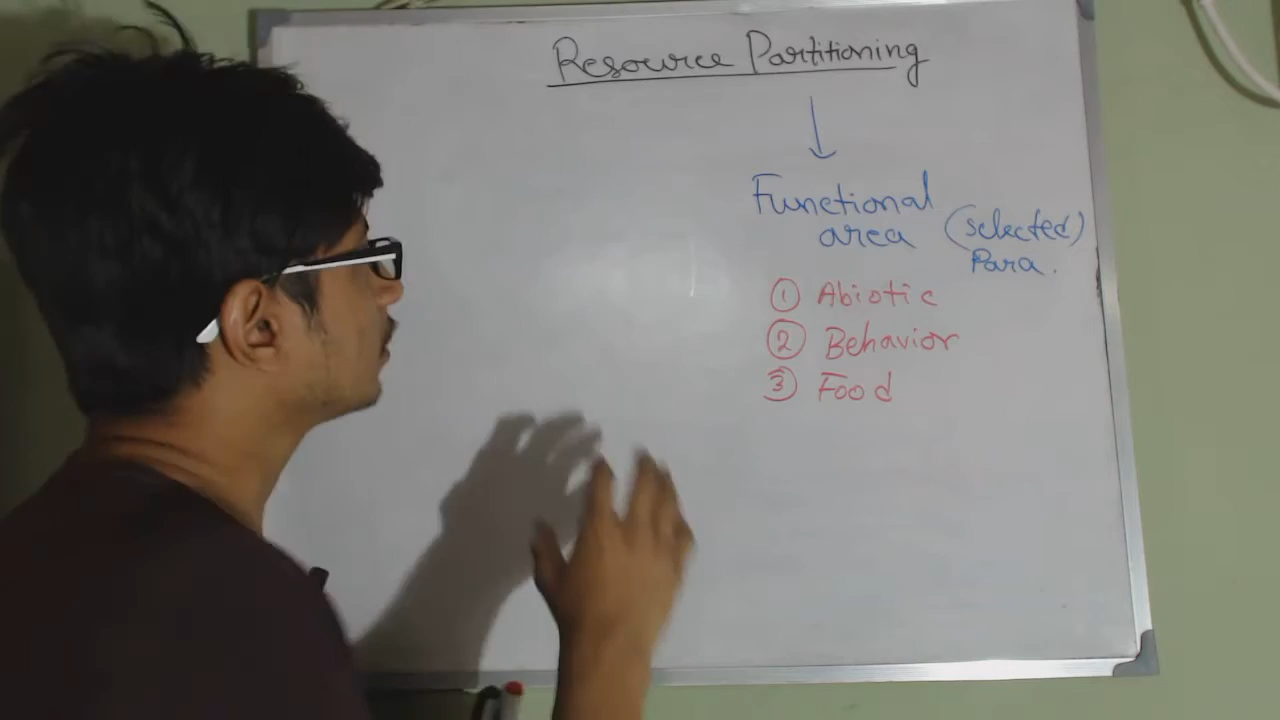 Resource Partitioning
Functional
area (selected)
Para.
① Abiotic
② Behavior
③ Food